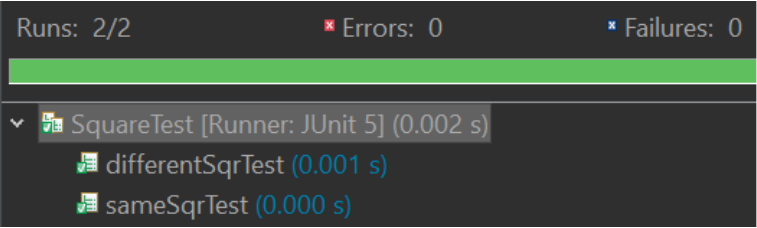 Runs: 2/2 Errors: 0 Failures: 0
SquareTest [Runner: JUnit 5] (0.002 s)
differentSqrTest (0.001 s)
sameSqrTest (0.000 s)